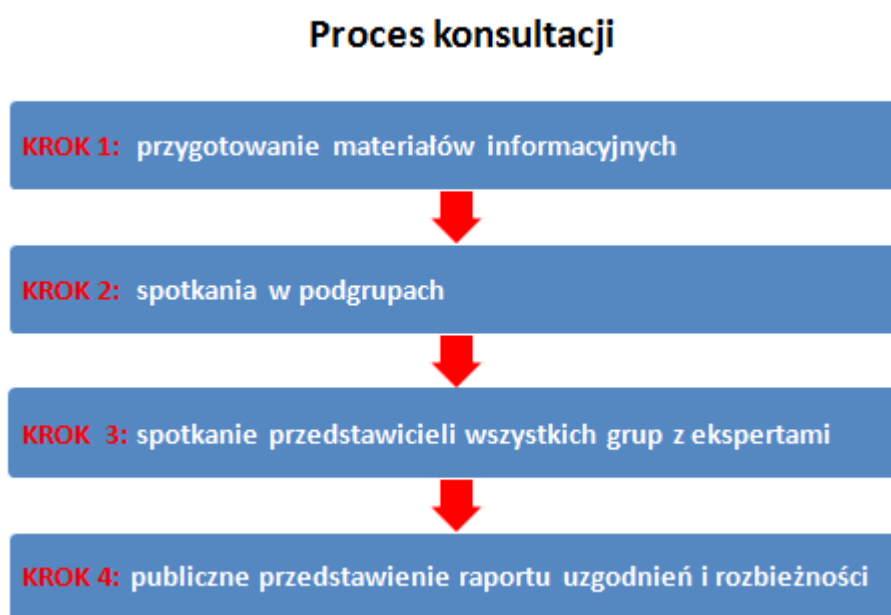 Proces konsultacji
KROK 1: przygotowanie materiałów informacyjnych
KROK 2: spotkania w podgrupach
KROK 3: spotkanie przedstawicieli wszystkich grup z ekspertami
KROK 4: publiczne przedstawienie raportu uzgodnień i rozbieżności